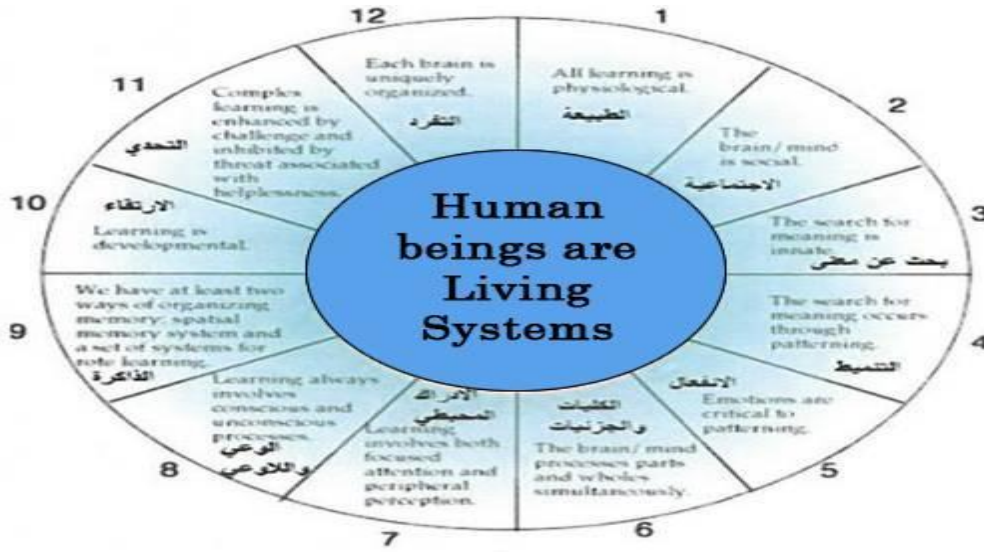 Human
beings are
Living
Systems
1
All learning is
physiological.
الطبيعة
2
The
brain/ mind
is social.
الاجتماعية
3
The search for
meaning is
innate.
بحث عن معنى
4
The search for
meaning occurs
through
patterning.
التنميط
5
الانفعال
Emotions are
critical to
patterning.
6
الكليات
والجزئيات
The brain/ mind
processes parts
and wholes
simultaneously.
7
الادراك
المحيطي
Learning
involves both
focused
attention and
peripheral
perception.
8
Learning always
involves
conscious and
unconscious
processes.
الوعي
واللاوعي
9
We have at least two
ways of organizing
memory: spatial
memory system and
a set of systems for
rote learning.
الذاكرة
10
الارتقاء
Learning is
developmental.
11
Complex
learning is
enhanced by
challenge and
inhibited by
threat associated
with
helplessness.
التحدي
12
Each brain is
uniquely
organized.
التفرد